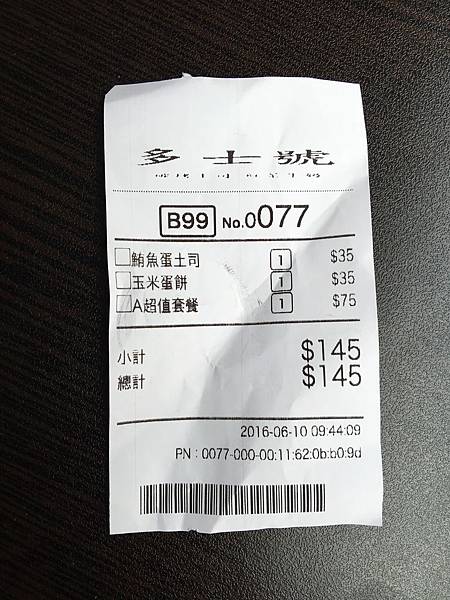 多士號
B99 No.0077
鮪魚蛋土司 1 $35
玉米蛋餅 1 $35
A超值套餐 1 $75
小計 $145
總計 $145
2016-06-10 09:44:09
PN : 0077-000-00:11:62:0b:b0:9d